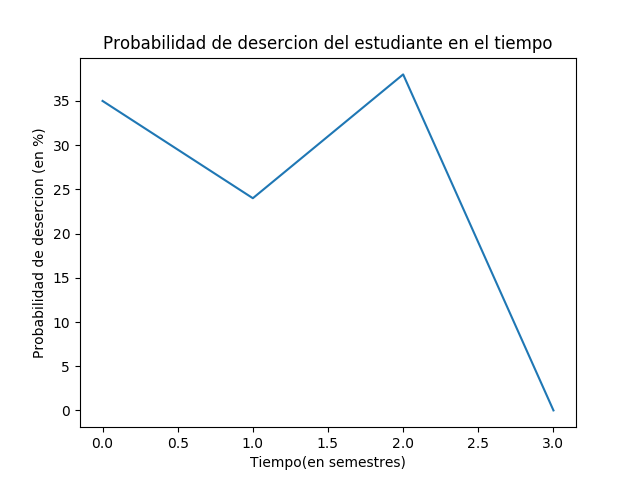 Probabilidad de desercion del estudiante en el tiempo
Probabilidad de desercion (en %)
35
30
25
20
15
10
5
0
0.0 0.5 1.0 1.5 2.0 2.5 3.0
Tiempo(en semestres)